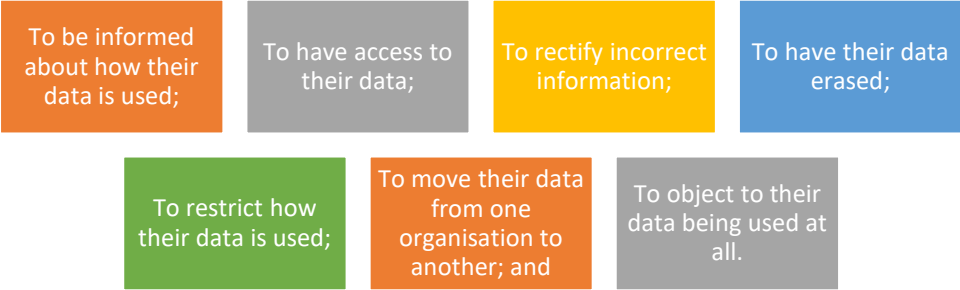 To be informed
about how their
data is used;
To have access to
their data;
To rectify incorrect
information;
To have their data
erased;
To restrict how
their data is used;
To move their data
from one
organisation to
another; and
To object to their
data being used at
all.